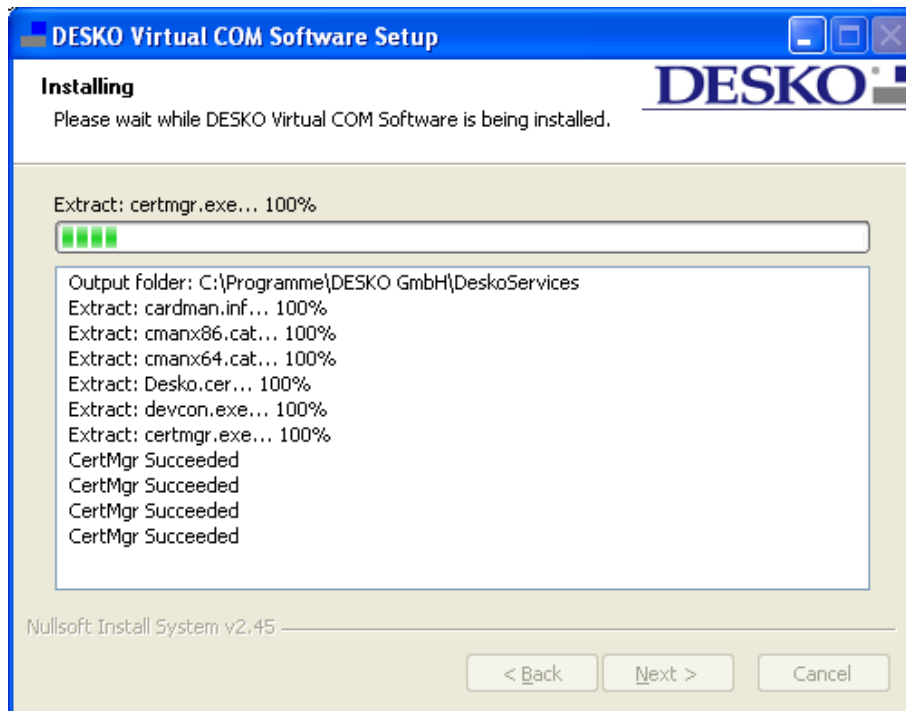 DESKO Virtual COM Software Setup
Installing
DESKO
Please wait while DESKO Virtual COM Software is being installed.
Extract: certmgr.exe... 100%
Output folder: C:\Programme\DESKO GmbH\DeskoServices
Extract: cardman.inf... 100%
Extract: cmanx86.cat... 100%
Extract: cmanx64.cat... 100%
Extract: Desko.cer... 100%
Extract: devcon.exe... 100%
Extract: certmgr.exe... 100%
CertMgr Succeeded
CertMgr Succeeded
CertMgr Succeeded
CertMgr Succeeded
Nullsoft Install System v2.45
< Back Next > Cancel